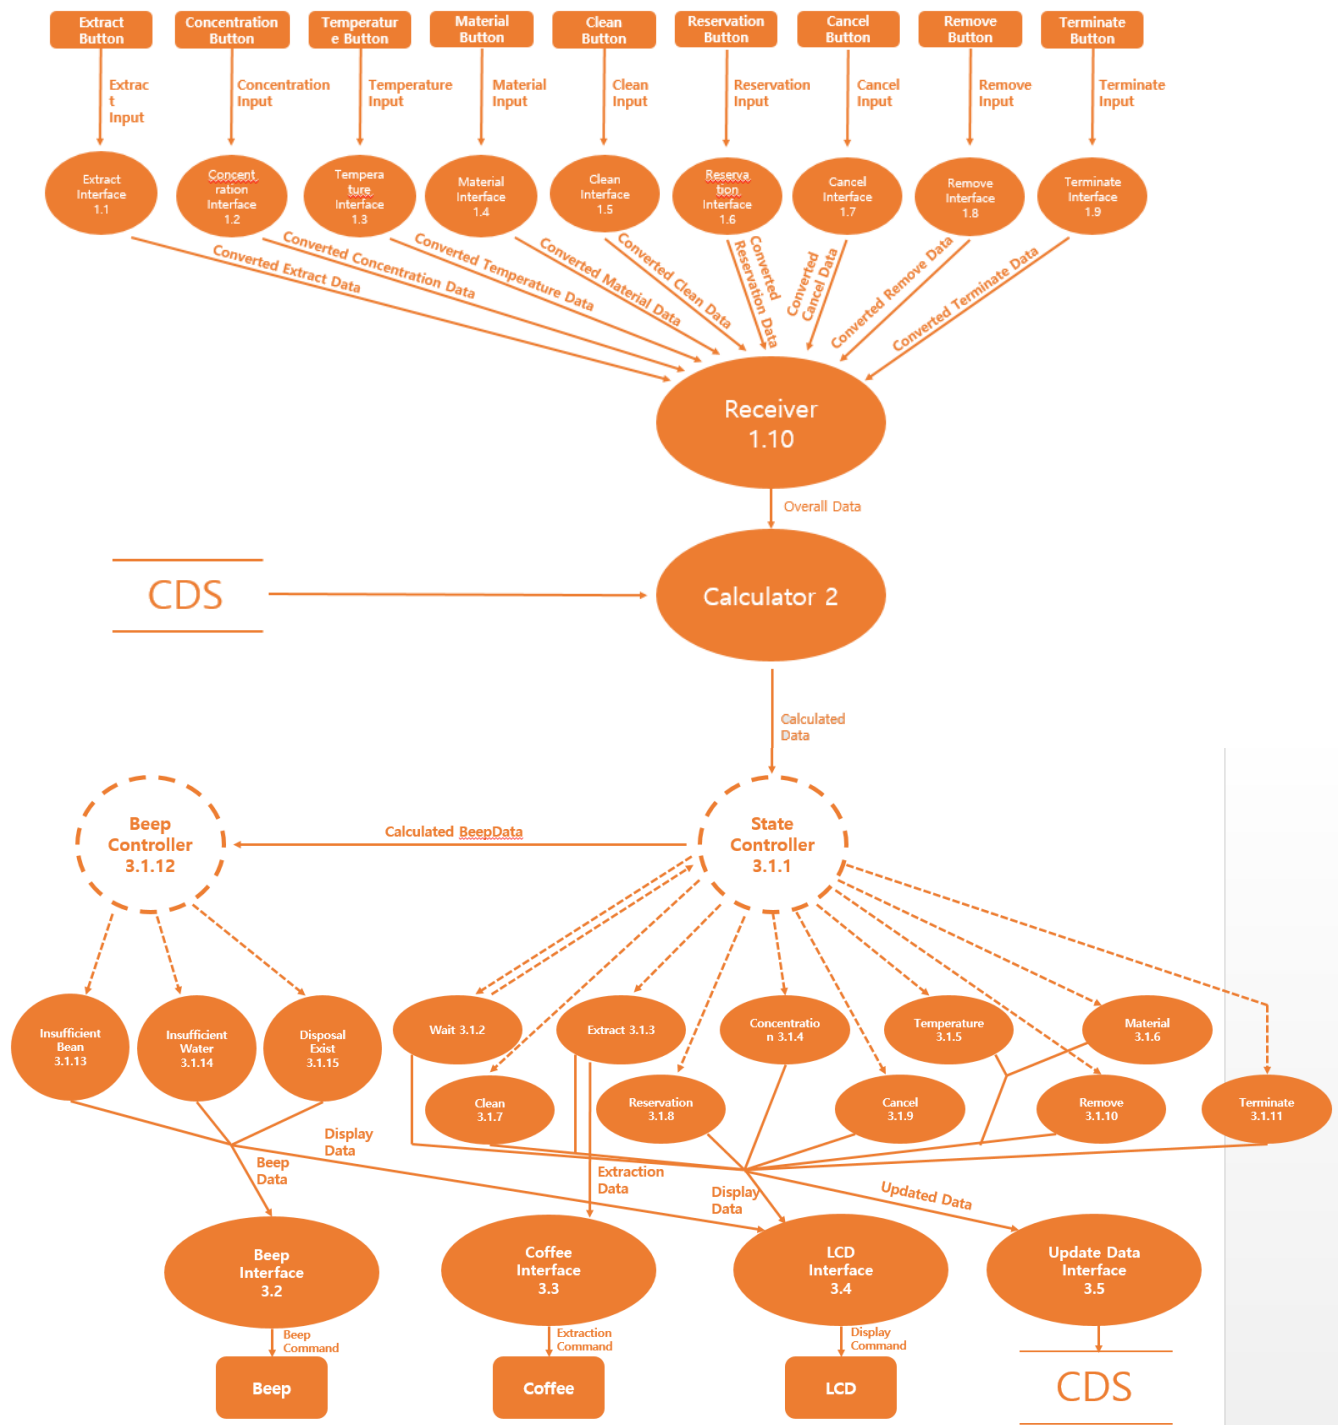 Extract
Button
Concentration
Button
Temperatur
e Button
Material
Button
Clean
Button
Reservation
Button
Cancel
Button
Remove
Button
Terminate
Button
Extrac
t
Input
Concentration
Input
Temperature
Input
Material
Input
Clean
Input
Reservation
Input
Cancel
Input
Remove
Input
Terminate
Input
Extract
Interface
1.1
Concent
ration
Interface
1.2
Tempera
ture
Interface
1.3
Material
Interface
1.4
Clean
Interface
1.5
Reserva
tion
Interface
1.6
Cancel
Interface
1.7
Remove
Interface
1.8
Terminate
Interface
1.9
Converted Extract Data
Converted Concentration Data
Converted Temperature Data
Converted Material Data
Converted Clean Data
Converted
Reservation Data
Converted
Cancel Data
Converted Remove Data
Converted Terminate Data
Receiver
1.10
Overall Data
CDS
Calculator 2
Calculated
Data
Beep
Controller
3.1.12
Calculated BeepData
State
Controller
3.1.1
Insufficient
Bean
3.1.13
Insufficient
Water
3.1.14
Disposal
Exist
3.1.15
Wait 3.1.2
Extract 3.1.3
Concentratio
n 3.1.4
Temperature
3.1.5
Material
3.1.6
Clean
3.1.7
Reservation
3.1.8
Cancel
3.1.9
Remove
3.1.10
Terminate
3.1.11
Display
Data
Beep
Data
Extraction
Data
Display
Data
Updated Data
Beep
Interface
3.2
Coffee
Interface
3.3
LCD
Interface
3.4
Update Data
Interface
3.5
Beep
Command
Extraction
Command
Display
Command
Beep
Coffee
LCD
CDS